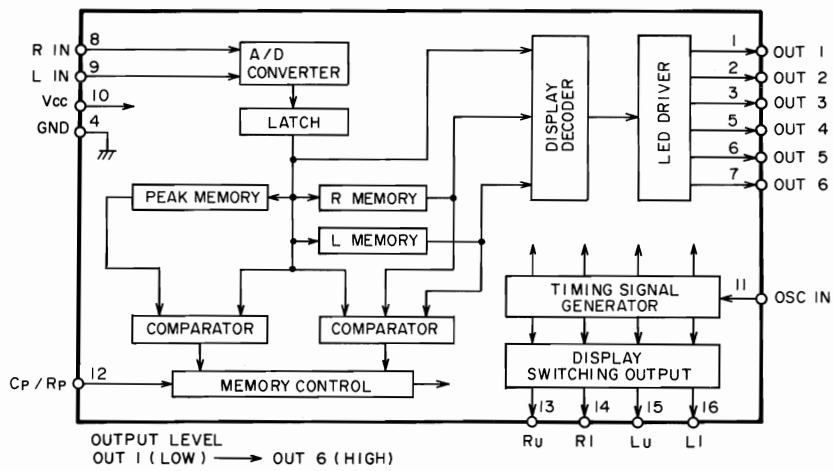 R IN
8
L IN
9
Vcc
10
GND
4
A/D
CONVERTER
LATCH
PEAK MEMORY
R MEMORY
L MEMORY
COMPARATOR
COMPARATOR
CP/RP
12
MEMORY CONTROL
DISPLAY
DECODER
LED DRIVER
1
OUT 1
2
OUT 2
3
OUT 3
5
OUT 4
6
OUT 5
7
OUT 6
TIMING SIGNAL
GENERATOR
11
OSC IN
DISPLAY
SWITCHING OUTPUT
13
14
15
16
Ru
Rl
Lu
Ll
OUTPUT LEVEL
OUT 1 (LOW) → OUT 6 (HIGH)